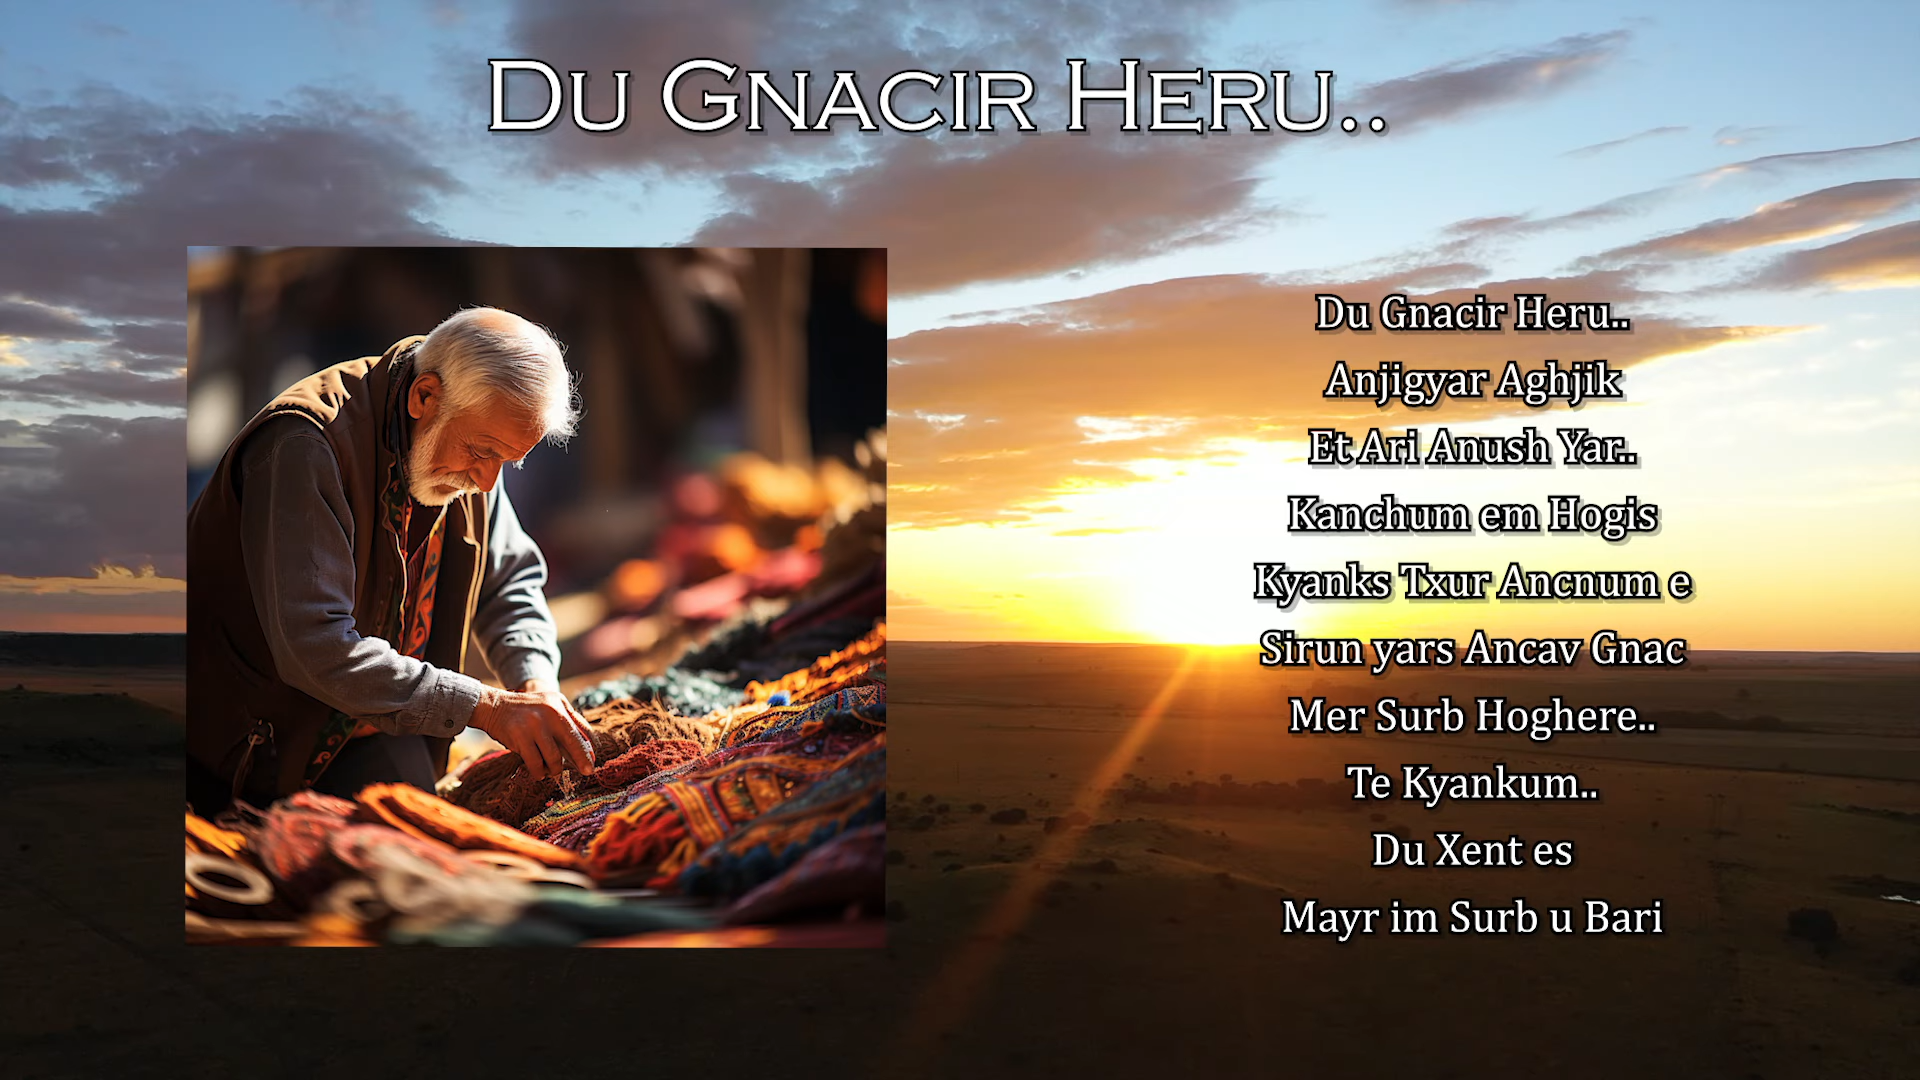 Du Gnacir Heru..
Du Gnacir Heru..
Anjigyar Aghjik
Et Ari Anush Yar..
Kanchum em Hogis
Kyanks Txur Ancnum e
Sirun yars Ancav Gnac
Mer Surb Hoghere..
Te Kyankum..
Du Xent es
Mayr im Surb u Bari